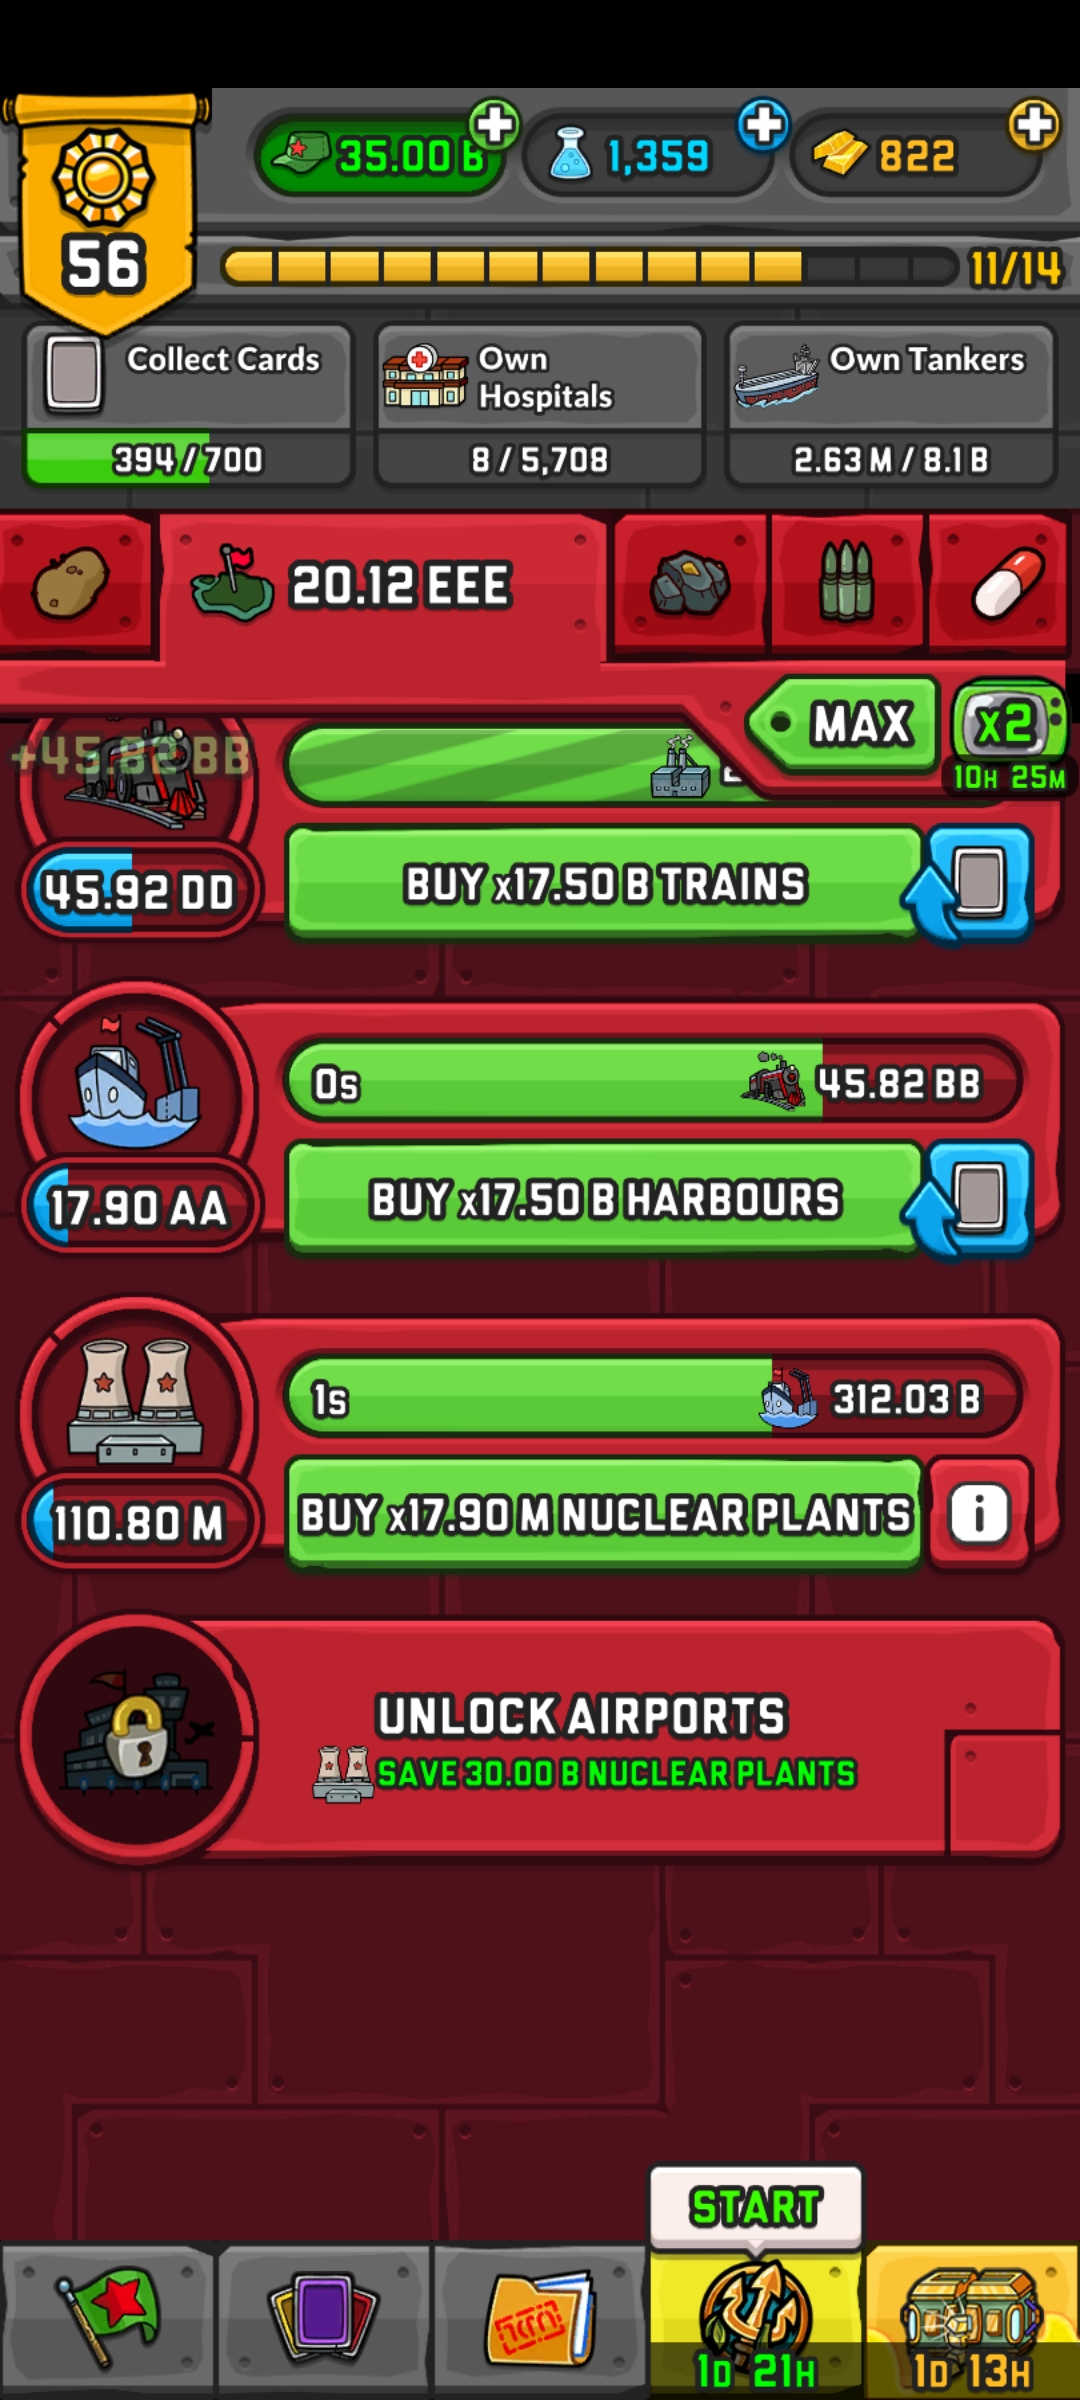 56
35.00 B
1,359
822
11/14
Collect Cards
394 / 700
Own
Hospitals
8 / 5,708
Own Tankers
2.63 M / 8.1 B
20.12 EEE
MAX
x2
10H 25M
+45.82 BB
45.92 DD
BUY x17.50 B TRAINS
0s
45.82 BB
17.90 AA
BUY x17.50 B HARBOURS
1s
312.03 B
110.80 M
BUY x17.90 M NUCLEAR PLANTS
i
UNLOCK AIRPORTS
SAVE 30.00 B NUCLEAR PLANTS
START
1D 21H
1D 13H